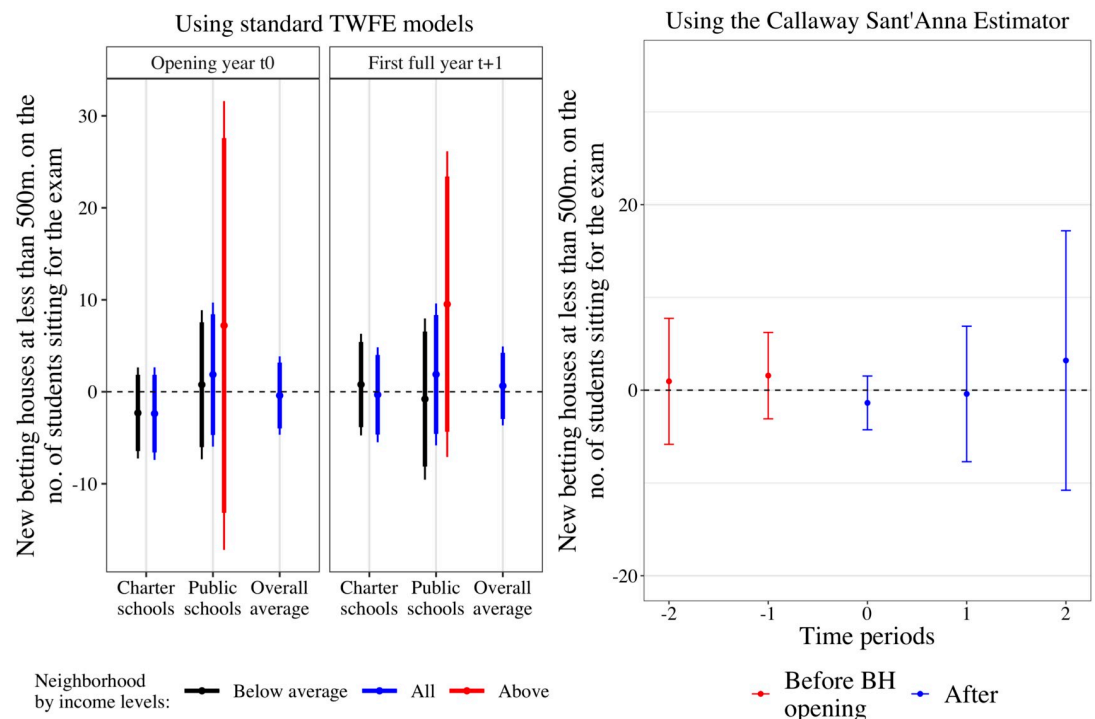 Using standard TWFE models
Opening year t0
First full year t+1
New betting houses at less than 500m. on the
no. of students sitting for the exam
30
20
10
0
-10
Charter
schools
Public
schools
Overall
average
Charter
schools
Public
schools
Overall
average
Neighborhood
by income levels:
Below average
All
Above
Using the Callaway Sant'Anna Estimator
New betting houses at less than 500m. on the
no. of students sitting for the exam
20
0
-20
-2
-1
0
1
2
Time periods
Before BH
opening
After